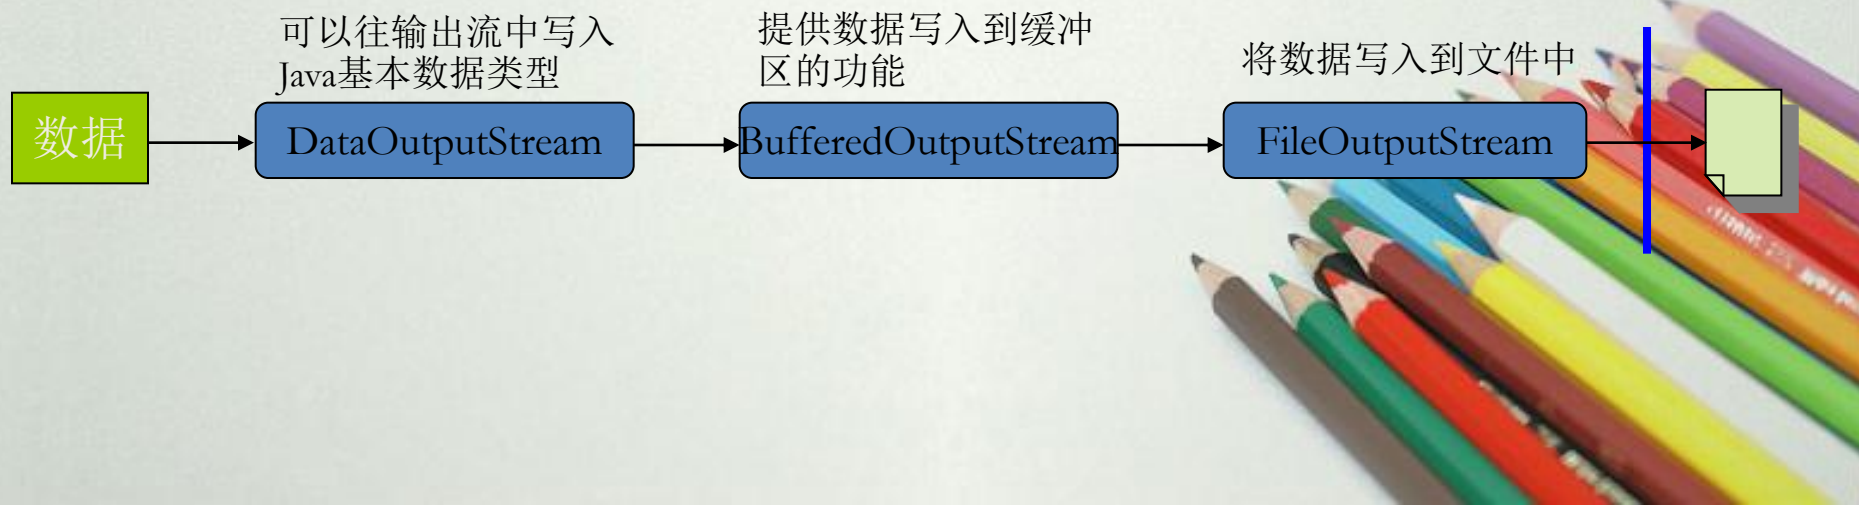 可以往输出流中写入
Java基本数据类型
提供数据写入到缓冲
区的功能
将数据写入到文件中
数据
DataOutputStream
BufferedOutputStream
FileOutputStream